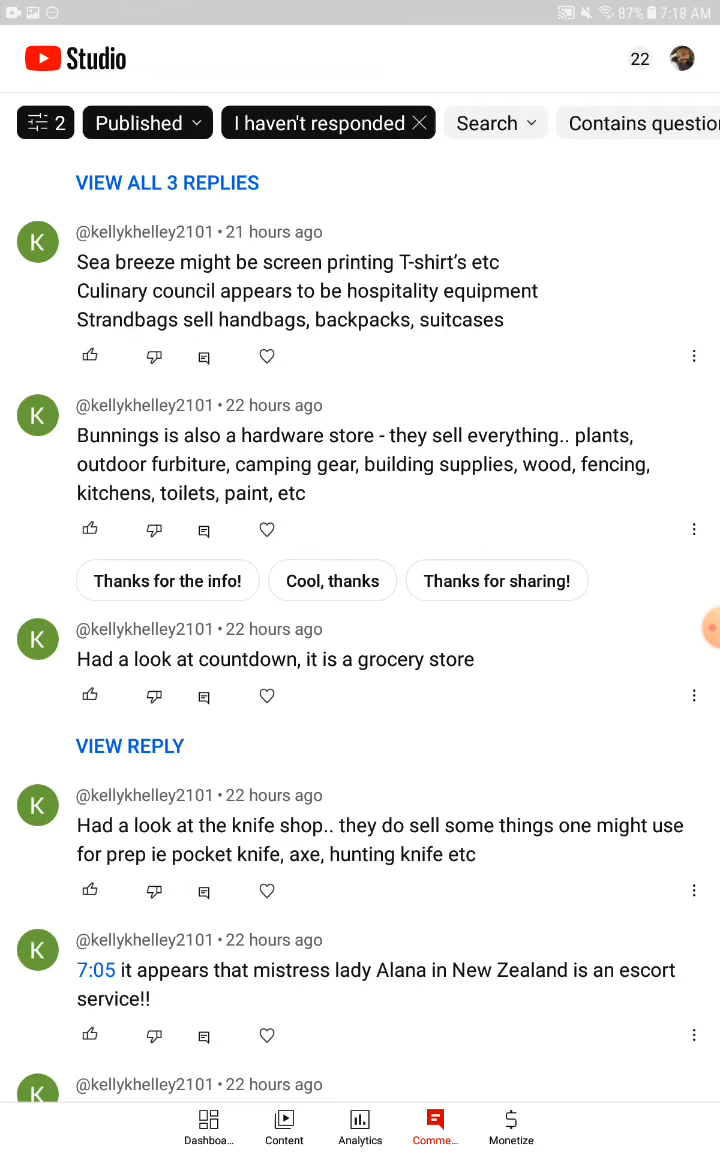 87% 7:18 AM
Studio
22
2
Published
I haven't responded
Search
Contains question
VIEW ALL 3 REPLIES
K
@kellykhelley2101 • 21 hours ago
Sea breeze might be screen printing T-shirt’s etc
Culinary council appears to be hospitality equipment
Strandbags sell handbags, backpacks, suitcases
K
@kellykhelley2101 • 22 hours ago
Bunnings is also a hardware store - they sell everything.. plants,
outdoor furbiture, camping gear, building supplies, wood, fencing,
kitchens, toilets, paint, etc
Thanks for the info!
Cool, thanks
Thanks for sharing!
K
@kellykhelley2101 • 22 hours ago
Had a look at countdown, it is a grocery store
VIEW REPLY
K
@kellykhelley2101 • 22 hours ago
Had a look at the knife shop.. they do sell some things one might use
for prep ie pocket knife, axe, hunting knife etc
K
@kellykhelley2101 • 22 hours ago
7:05 it appears that mistress lady Alana in New Zealand is an escort
service!!
K
@kellykhelley2101 • 22 hours ago
Dashboa...
Content
Analytics
Comme...
Monetize